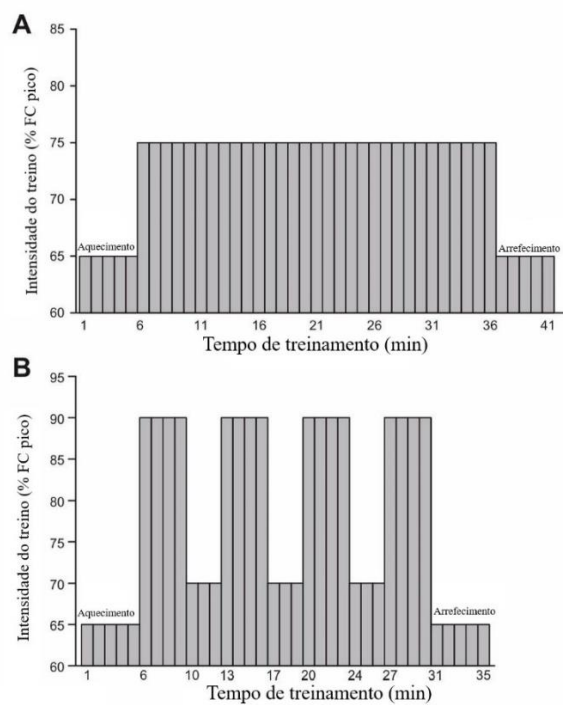 A
85
80
75
70
65
60
Intensidade do treino (% FC pico)
Aquecimento
Arrefecimento
1 6 11 16 21 26 31 36 41
Tempo de treinamento (min)
B
95
90
85
80
75
70
65
60
Intensidade do treino (% FC pico)
Aquecimento
Arrefecimento
1 6 10 13 17 20 24 27 31 35
Tempo de treinamento (min)